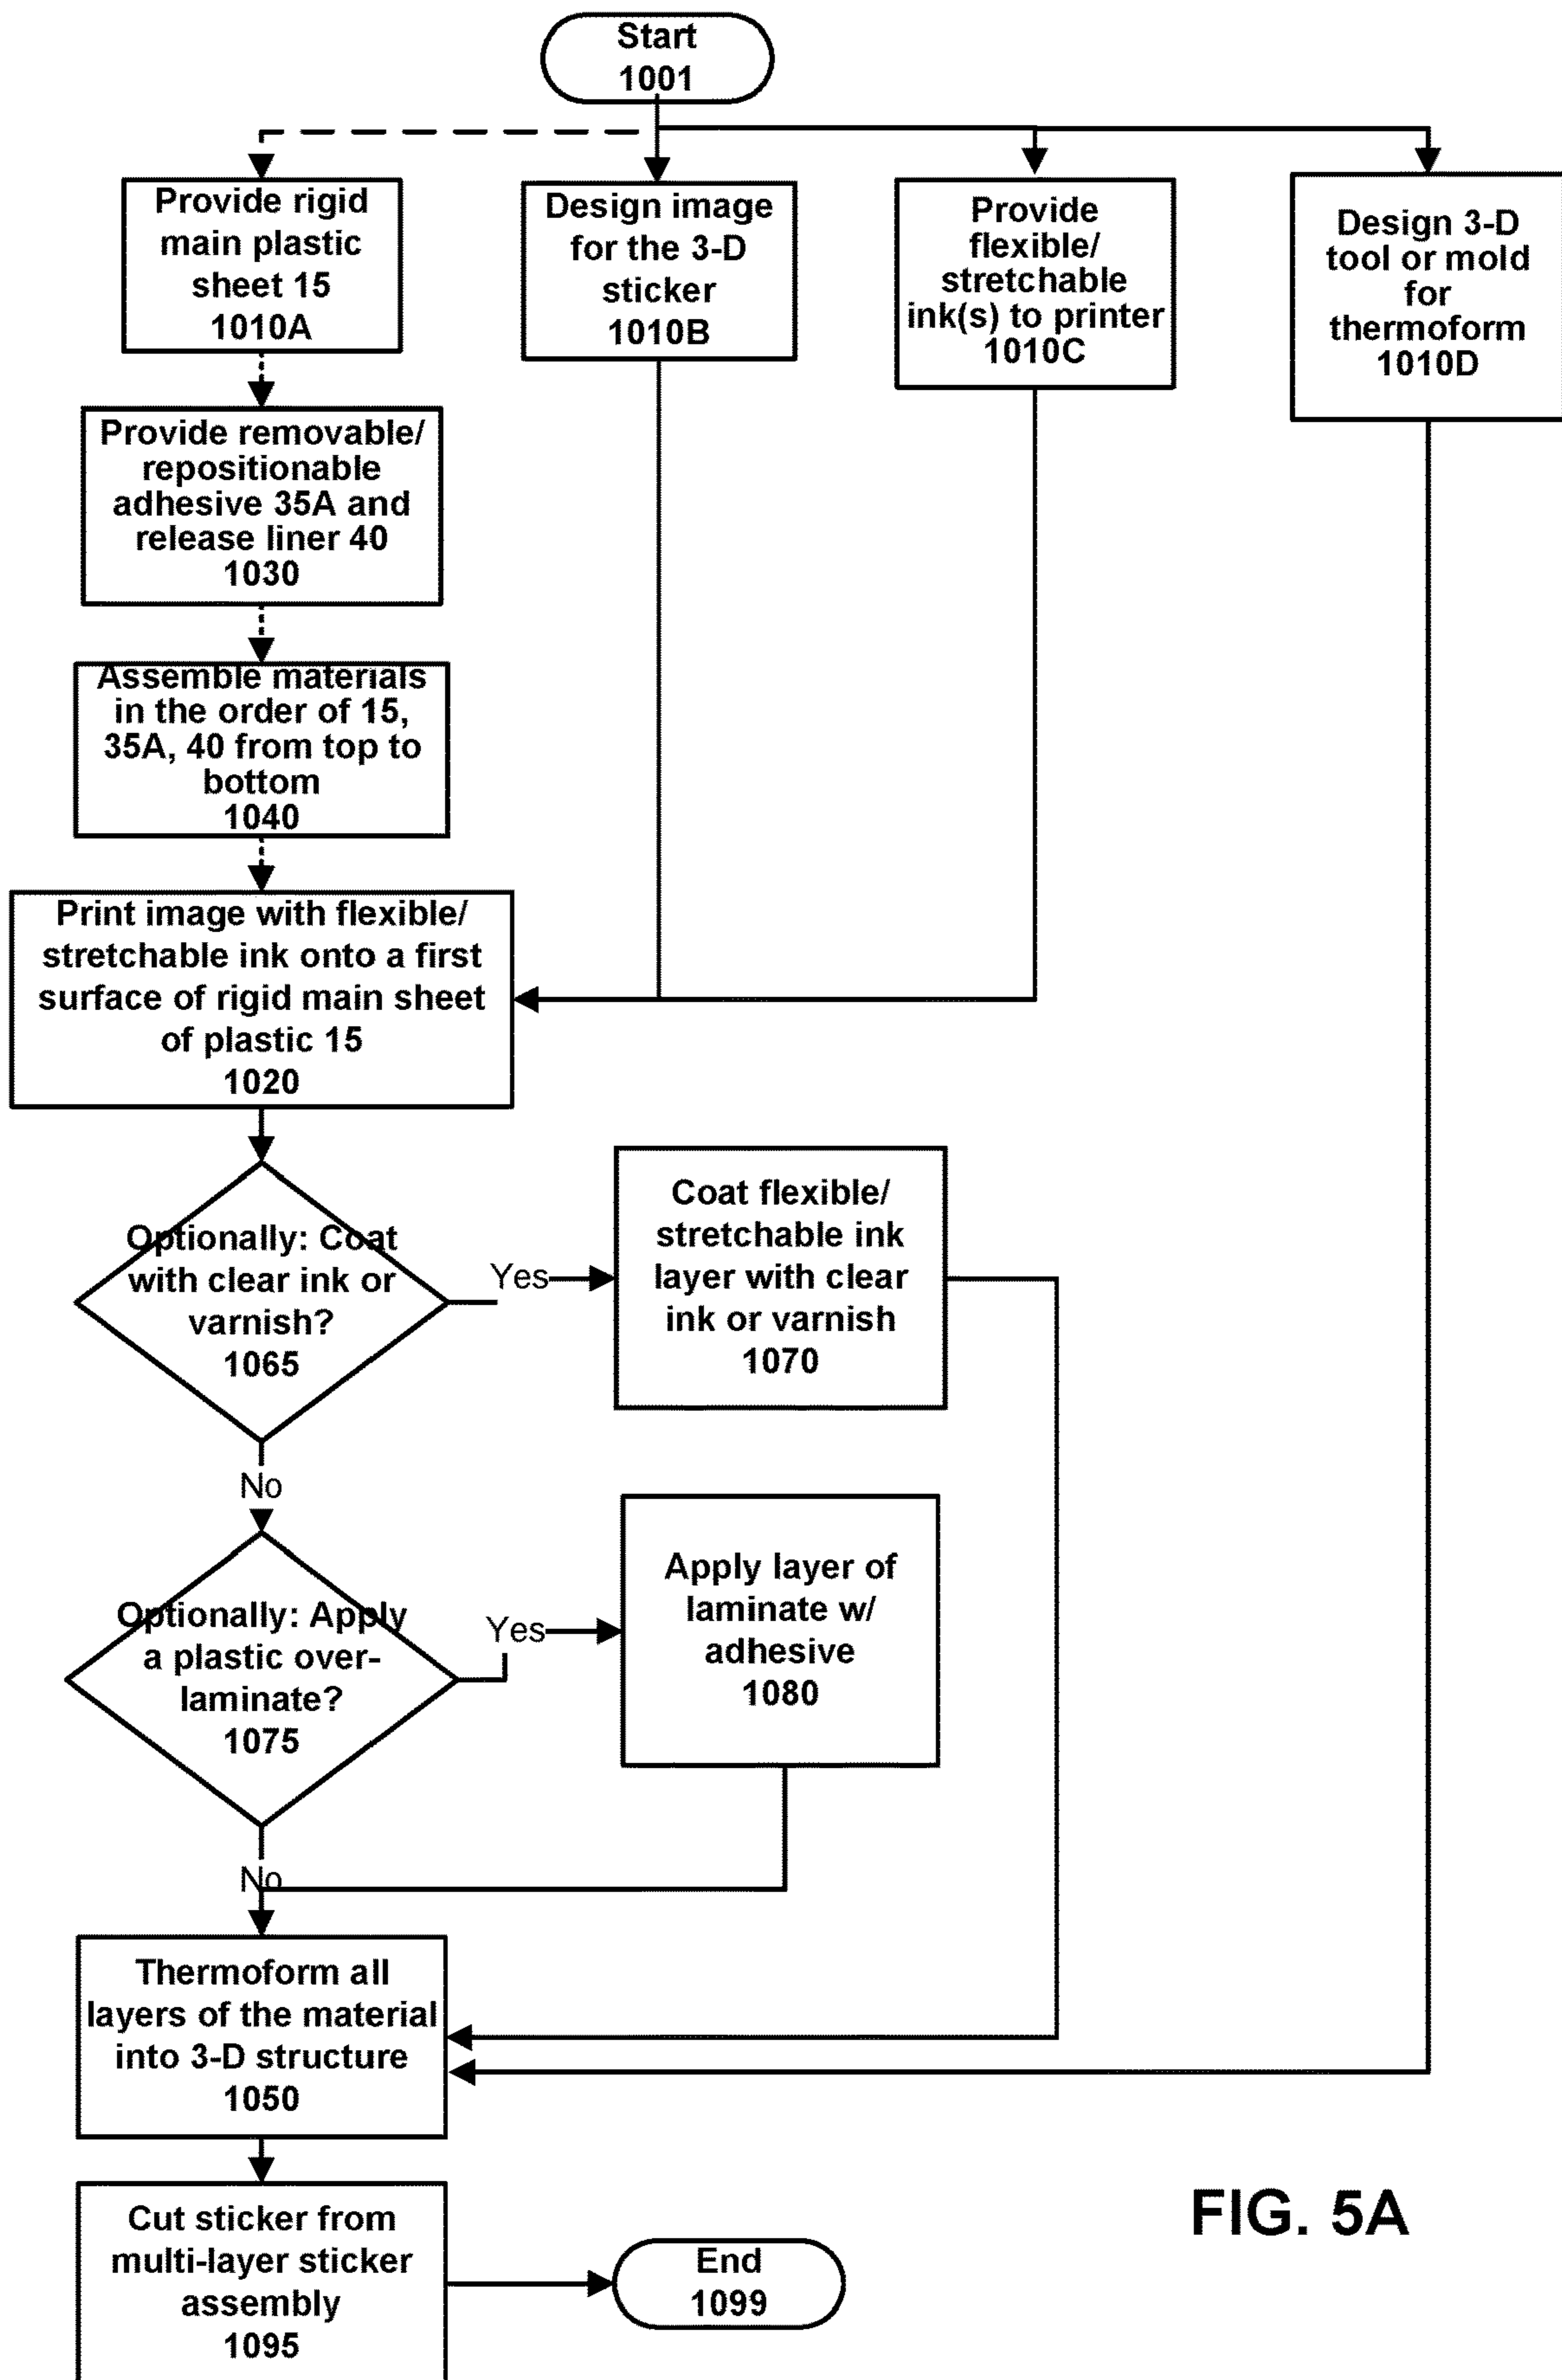 Start
1001
Provide rigid
main plastic
sheet 15
1010A
Design image
for the 3-D
sticker
1010B
Provide
flexible/
stretchable
ink(s) to printer
1010C
Design 3-D
tool or mold
for
thermoform
1010D
Provide removable/
repositionable
adhesive 35A and
release liner 40
1030
Assemble materials
in the order of 15,
35A, 40 from top to
bottom
1040
Print image with flexible/
stretchable ink onto a first
surface of rigid main sheet
of plastic 15
1020
Optionally: Coat
with clear ink or
varnish?
1065
Yes
Coat flexible/
stretchable ink
layer with clear
ink or varnish
1070
No
Optionally: Apply
a plastic over-
laminate?
1075
Yes
Apply layer of
laminate w/
adhesive
1080
No
Thermoform all
layers of the material
into 3-D structure
1050
Cut sticker from
multi-layer sticker
assembly
1095
End
1099
FIG. 5A